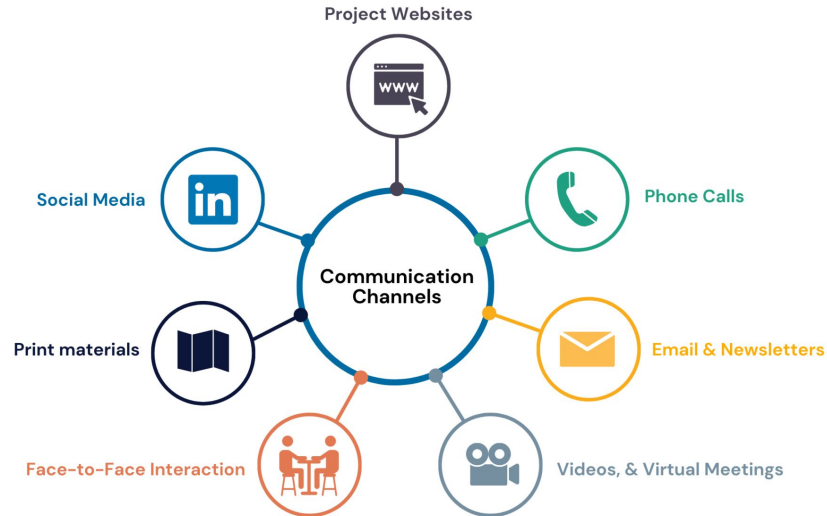 Project Websites
www
Social Media
in
Phone Calls
Communication
Channels
Print materials
Email & Newsletters
Face-to-Face Interaction
Videos, & Virtual Meetings